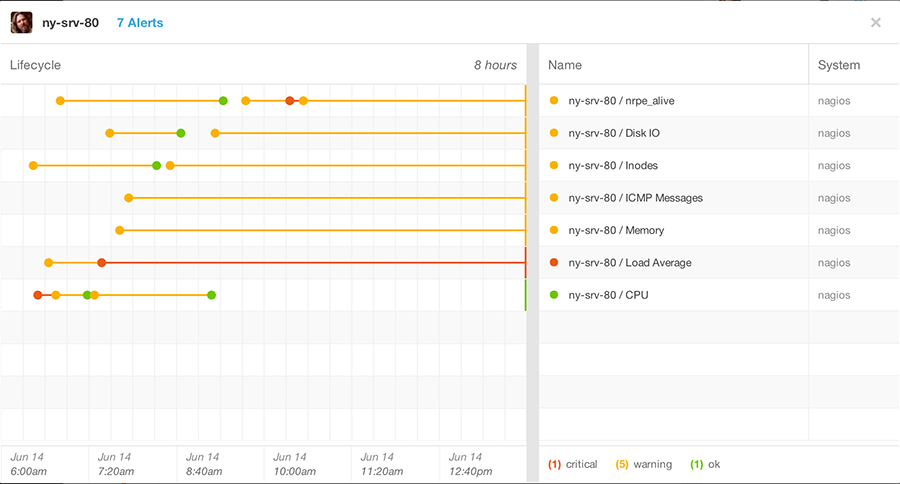 ny-srv-80 7 Alerts ×
Lifecycle 8 hours Name System
ny-srv-80 / nrpe_alive nagios
ny-srv-80 / Disk IO nagios
ny-srv-80 / Inodes nagios
ny-srv-80 / ICMP Messages nagios
ny-srv-80 / Memory nagios
ny-srv-80 / Load Average nagios
ny-srv-80 / CPU nagios
Jun 14 Jun 14 Jun 14 Jun 14 Jun 14 Jun 14
6:00am 7:20am 8:40am 10:00am 11:20am 12:40pm
(1) critical (5) warning (1) ok